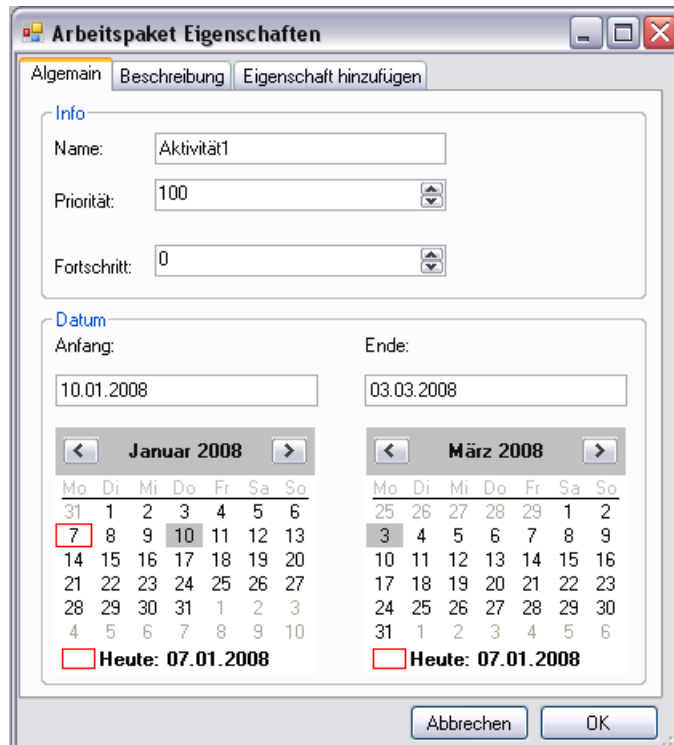 Arbeitspaket Eigenschaften
Algemain Beschreibung Eigenschaft hinzufügen
Info
Name: Aktivität1
Priorität: 100
Fortschritt: 0
Datum
Anfang: Ende:
10.01.2008 03.03.2008
Januar 2008 März 2008
Mo Di Mi Do Fr Sa So Mo Di Mi Do Fr Sa So
31 1 2 3 4 5 6 25 26 27 28 29 1 2
7 8 9 10 11 12 13 3 4 5 6 7 8 9
14 15 16 17 18 19 20 10 11 12 13 14 15 16
21 22 23 24 25 26 27 17 18 19 20 21 22 23
28 29 30 31 1 2 3 24 25 26 27 28 29 30
4 5 6 7 8 9 10 31 1 2 3 4 5 6
Heute: 07.01.2008 Heute: 07.01.2008
Abbrechen OK